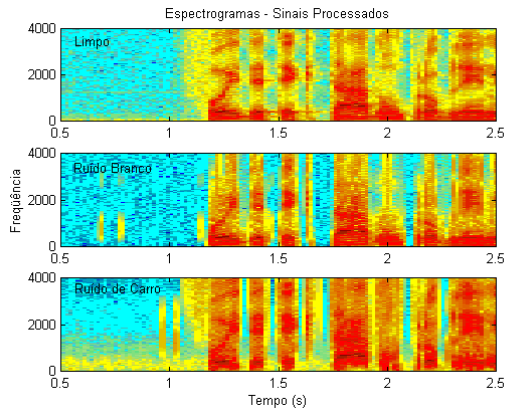 Espectrogramas - Sinais Processados
4000
Limpo
2000
0
0.5 1 1.5 2 2.5
4000
Ruído Branco
2000
0
0.5 1 1.5 2 2.5
Freqüência
4000
Ruído de Carro
2000
0
0.5 1 1.5 2 2.5
Tempo (s)